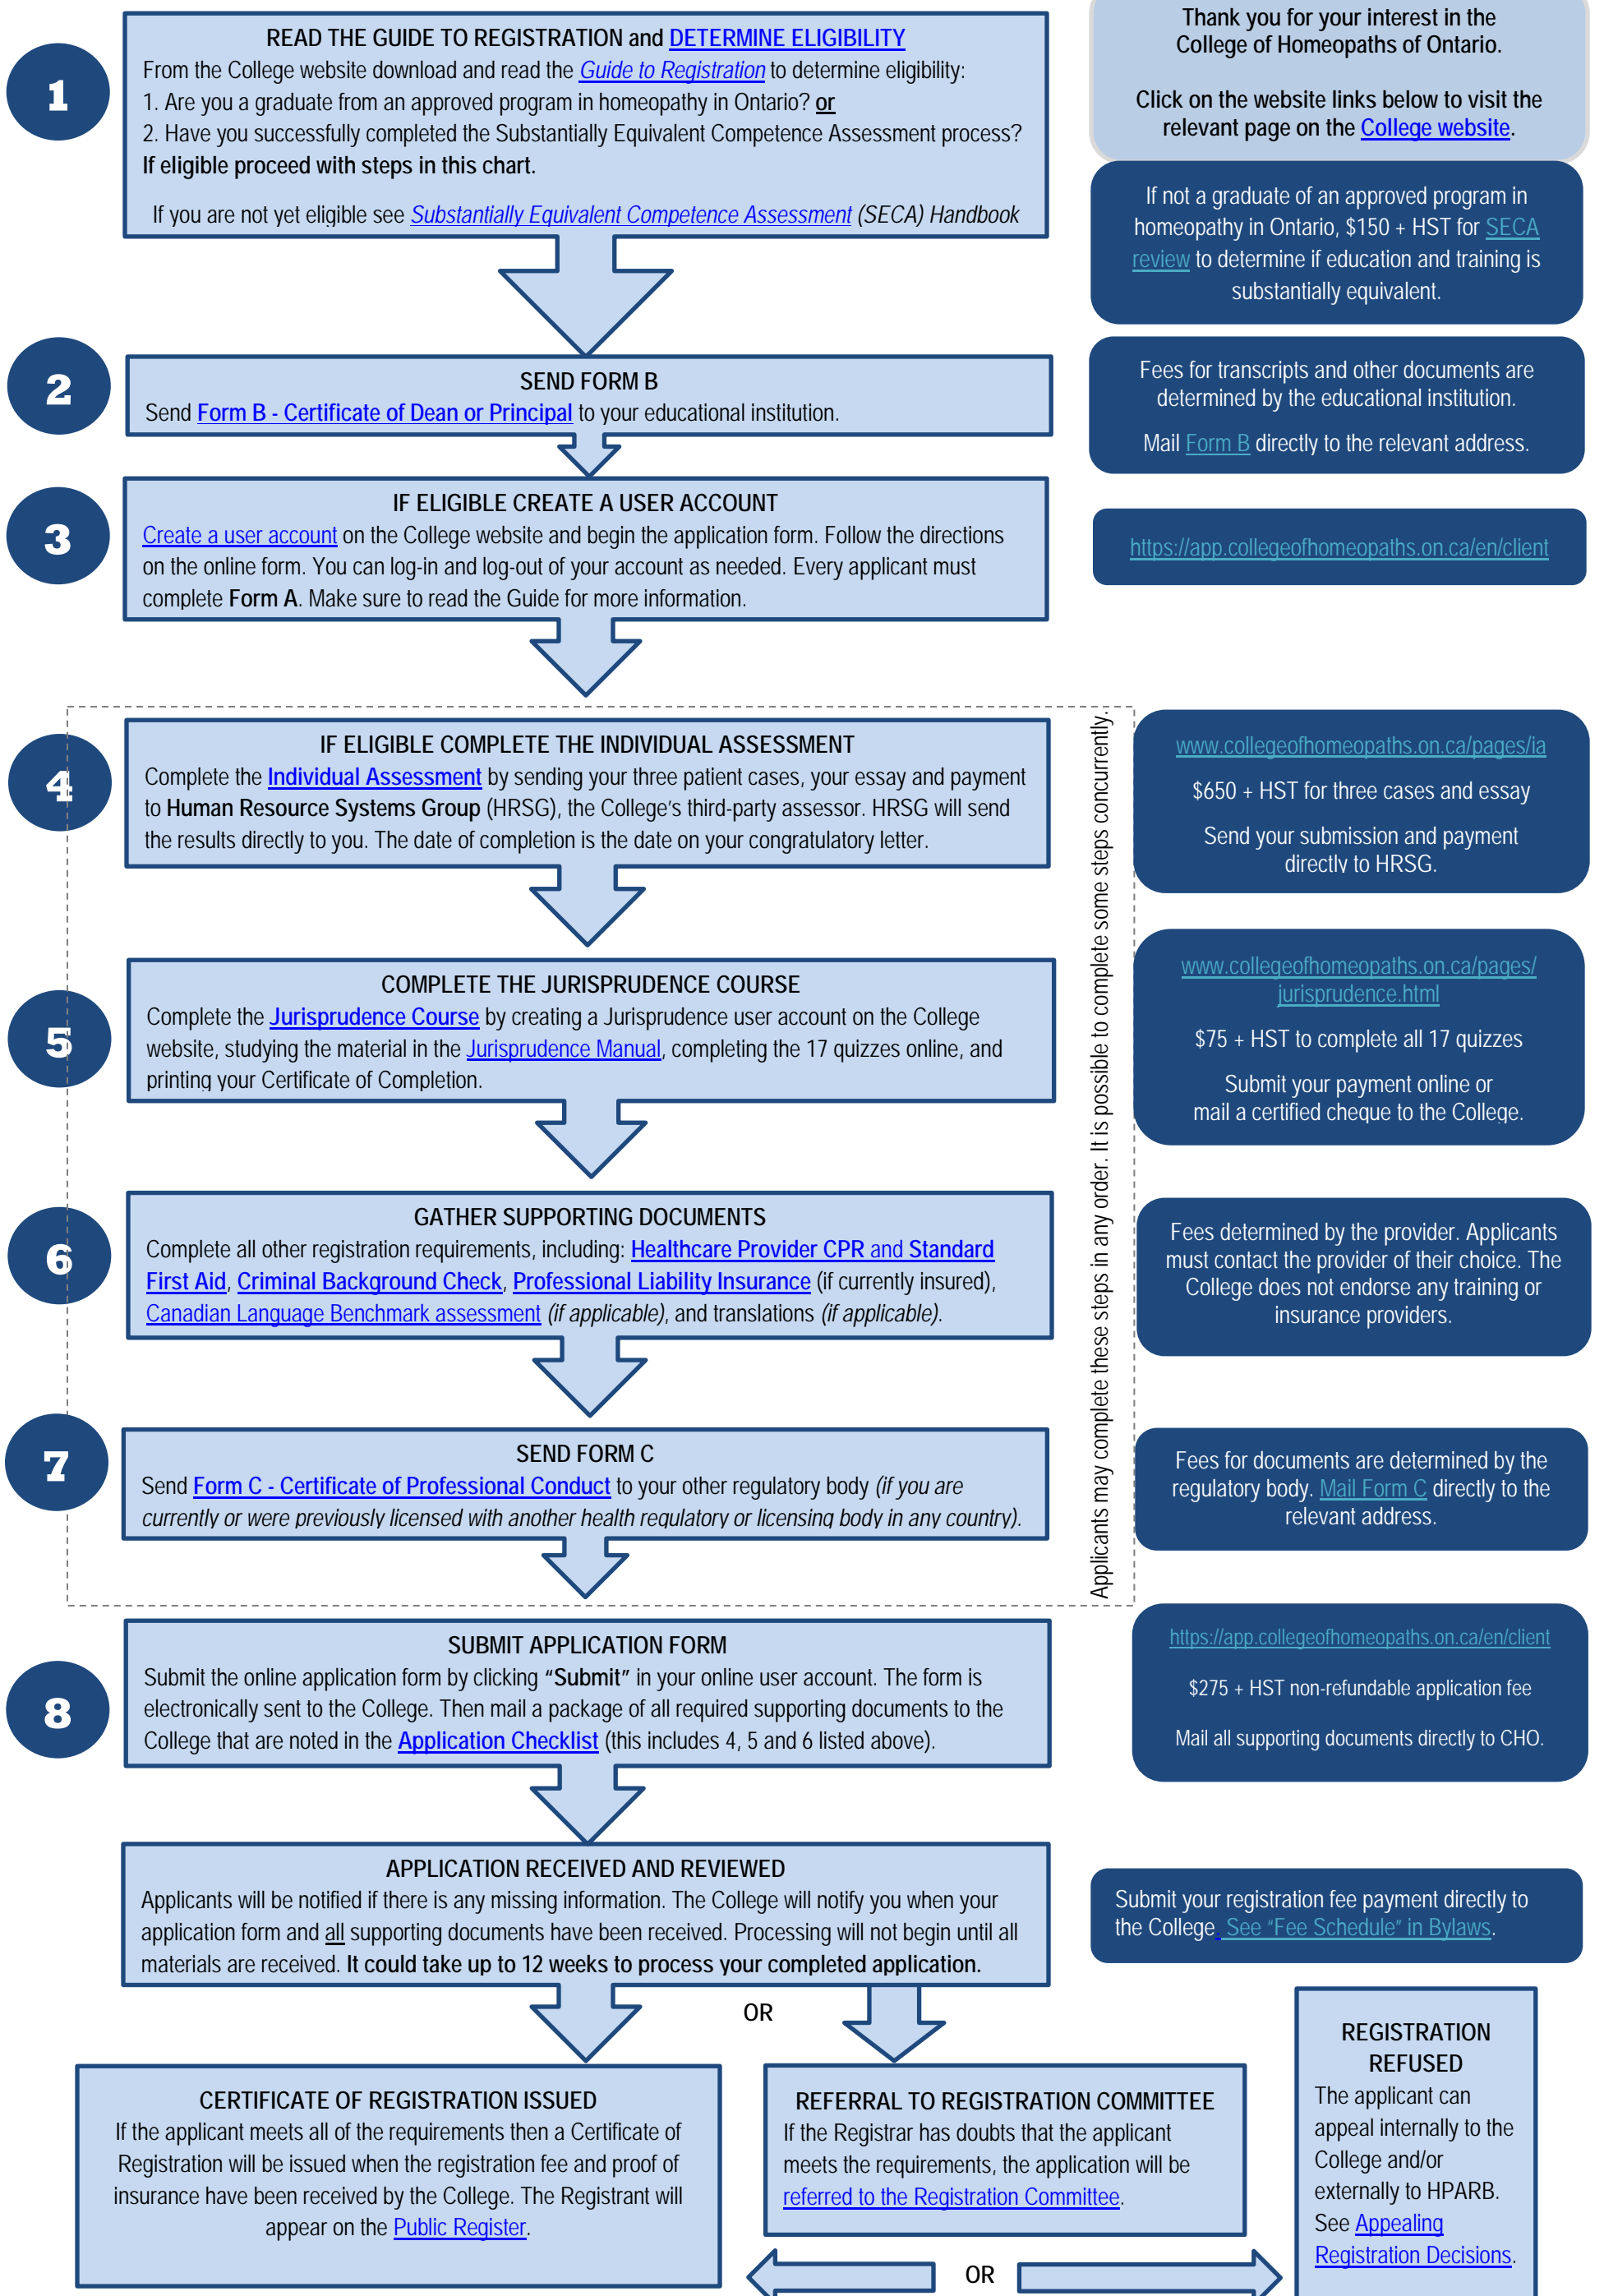 Thank you for your interest in the
College of Homeopaths of Ontario.
Click on the website links below to visit the
relevant page on the College website.
1
READ THE GUIDE TO REGISTRATION and DETERMINE ELIGIBILITY
From the College website download and read the Guide to Registration to determine eligibility:
1. Are you a graduate from an approved program in homeopathy in Ontario? or
2. Have you successfully completed the Substantially Equivalent Competence Assessment process?
If eligible proceed with steps in this chart.
If you are not yet eligible see Substantially Equivalent Competence Assessment (SECA) Handbook
If not a graduate of an approved program in
homeopathy in Ontario, $150 + HST for SECA
review to determine if education and training is
substantially equivalent.
2
SEND FORM B
Send Form B - Certificate of Dean or Principal to your educational institution.
Fees for transcripts and other documents are
determined by the educational institution.
Mail Form B directly to the relevant address.
3
IF ELIGIBLE CREATE A USER ACCOUNT
Create a user account on the College website and begin the application form. Follow the directions
on the online form. You can log-in and log-out of your account as needed. Every applicant must
complete Form A. Make sure to read the Guide for more information.
https://app.collegeofhomeopaths.on.ca/en/client
Applicants may complete these steps in any order. It is possible to complete some steps concurrently.
4
IF ELIGIBLE COMPLETE THE INDIVIDUAL ASSESSMENT
Complete the Individual Assessment by sending your three patient cases, your essay and payment
to Human Resource Systems Group (HRSG), the College's third-party assessor. HRSG will send
the results directly to you. The date of completion is the date on your congratulatory letter.
www.collegeofhomeopaths.on.ca/pages/ia
$650 + HST for three cases and essay
Send your submission and payment
directly to HRSG.
5
COMPLETE THE JURISPRUDENCE COURSE
Complete the Jurisprudence Course by creating a Jurisprudence user account on the College
website, studying the material in the Jurisprudence Manual, completing the 17 quizzes online, and
printing your Certificate of Completion.
www.collegeofhomeopaths.on.ca/pages/
jurisprudence.html
$75 + HST to complete all 17 quizzes
Submit your payment online or
mail a certified cheque to the College.
6
GATHER SUPPORTING DOCUMENTS
Complete all other registration requirements, including: Healthcare Provider CPR and Standard
First Aid, Criminal Background Check, Professional Liability Insurance (if currently insured),
Canadian Language Benchmark assessment (if applicable), and translations (if applicable).
Fees determined by the provider. Applicants
must contact the provider of their choice. The
College does not endorse any training or
insurance providers.
7
SEND FORM C
Send Form C - Certificate of Professional Conduct to your other regulatory body (if you are
currently or were previously licensed with another health regulatory or licensing body in any country).
Fees for documents are determined by the
regulatory body. Mail Form C directly to the
relevant address.
8
SUBMIT APPLICATION FORM
Submit the online application form by clicking “Submit” in your online user account. The form is
electronically sent to the College. Then mail a package of all required supporting documents to the
College that are noted in the Application Checklist (this includes 4, 5 and 6 listed above).
https://app.collegeofhomeopaths.on.ca/en/client
$275 + HST non-refundable application fee
Mail all supporting documents directly to CHO.
APPLICATION RECEIVED AND REVIEWED
Applicants will be notified if there is any missing information. The College will notify you when your
application form and all supporting documents have been received. Processing will not begin until all
materials are received. It could take up to 12 weeks to process your completed application.
Submit your registration fee payment directly to
the College. See “Fee Schedule” in Bylaws.
OR
CERTIFICATE OF REGISTRATION ISSUED
If the applicant meets all of the requirements then a Certificate of
Registration will be issued when the registration fee and proof of
insurance have been received by the College. The Registrant will
appear on the Public Register.
REFERRAL TO REGISTRATION COMMITTEE
If the Registrar has doubts that the applicant
meets the requirements, the application will be
referred to the Registration Committee.
OR
REGISTRATION
REFUSED
The applicant can
appeal internally to the
College and/or
externally to HPARB.
See Appealing
Registration Decisions.